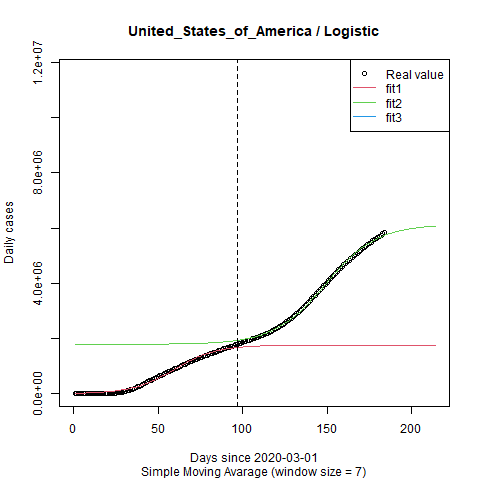 United_States_of_America / Logistic
Real value
fit1
fit2
fit3
Daily cases
0.0e+00
4.0e+06
8.0e+06
1.2e+07
0 50 100 150 200
Days since 2020-03-01
Simple Moving Avarage (window size = 7)